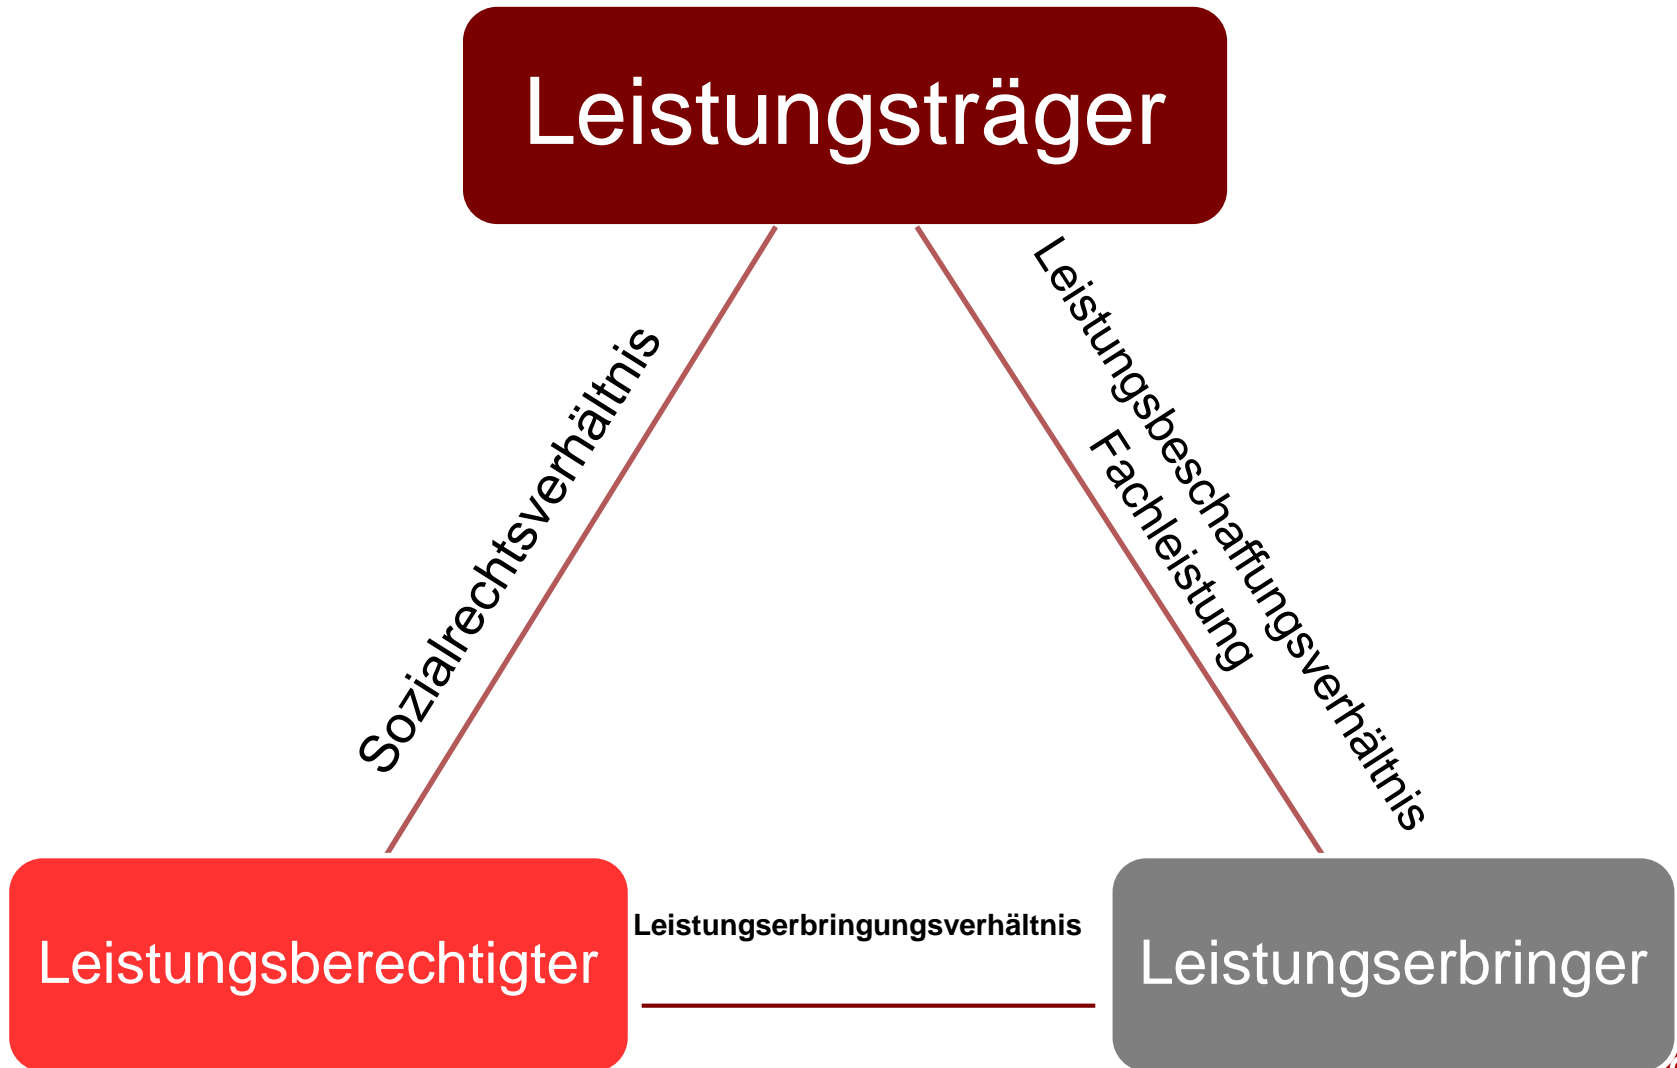 Leistungsträger
Sozialrechtsverhältnis
Leistungsbeschaffungsverhältnis
Fachleistung
Leistungserbringungsverhältnis
Leistungsberechtigter
Leistungserbringer